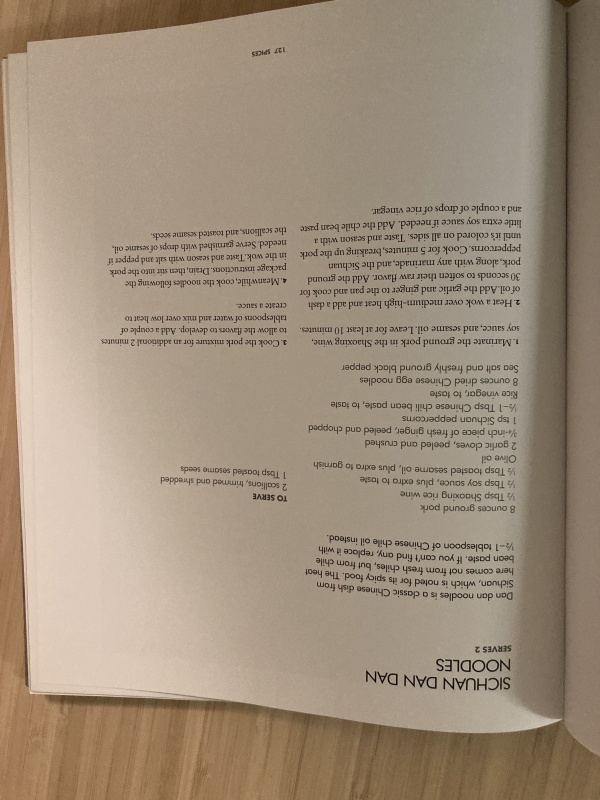 SICHUAN DAN DAN
NOODLES
SERVES 2
Dan dan noodles is a classic Chinese dish from
Sichuan, which is noted for its spicy food. The heat
here comes not from fresh chiles, but from chile
bean paste. If you can't find any, replace it with
½–1 tablespoon of Chinese chile oil instead.
8 ounces ground pork
½ Tbsp Shaoxing rice wine
½ Tbsp soy sauce, plus extra to taste
½ Tbsp toasted sesame oil, plus extra to garnish
Olive oil
2 garlic cloves, peeled and crushed
¾-inch piece of fresh ginger, peeled and chopped
1 tsp Sichuan peppercorns
½–1 Tbsp Chinese chili bean paste, to taste
Rice vinegar, to taste
8 ounces dried Chinese egg noodles
Sea salt and freshly ground black pepper
TO SERVE
2 scallions, trimmed and shredded
1 Tbsp toasted sesame seeds
1. Marinate the ground pork in the Shaoxing wine,
soy sauce, and sesame oil. Leave for at least 10 minutes.
2. Heat a wok over medium-high heat and add a dash
of oil. Add the garlic and ginger to the pan and cook for
30 seconds to soften their raw flavor. Add the ground
pork, along with any marinade, and the Sichuan
peppercorns. Cook for 5 minutes, breaking up the pork
until it's colored on all sides. Taste and season with a
little extra soy sauce if needed. Add the chile bean paste
and a couple of drops of rice vinegar.
3. Cook the pork mixture for an additional 2 minutes
to allow the flavors to develop. Add a couple of
tablespoons of water and mix over low heat to
create a sauce.
4. Meanwhile, cook the noodles following the
package instructions. Drain, then stir into the pork
in the wok. Taste and season with salt and pepper if
needed. Serve garnished with drops of sesame oil,
the scallions, and toasted sesame seeds.
127 SPICES